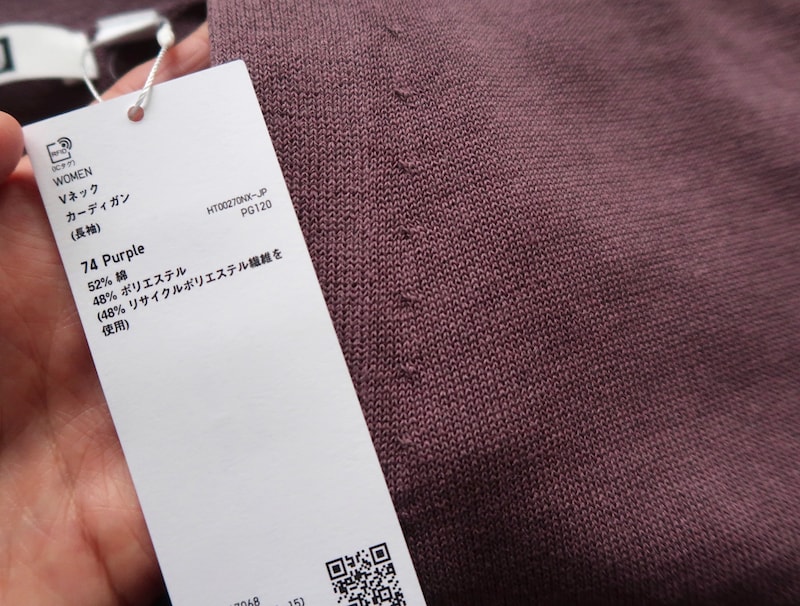 RFID
(ICタグ)
WOMEN
Vネック
カーディガン
(長袖)
HT00270NX-JP
PG120
74 Purple
52% 綿
48% ポリエステル
(48% リサイクルポリエステル繊維を
使用)